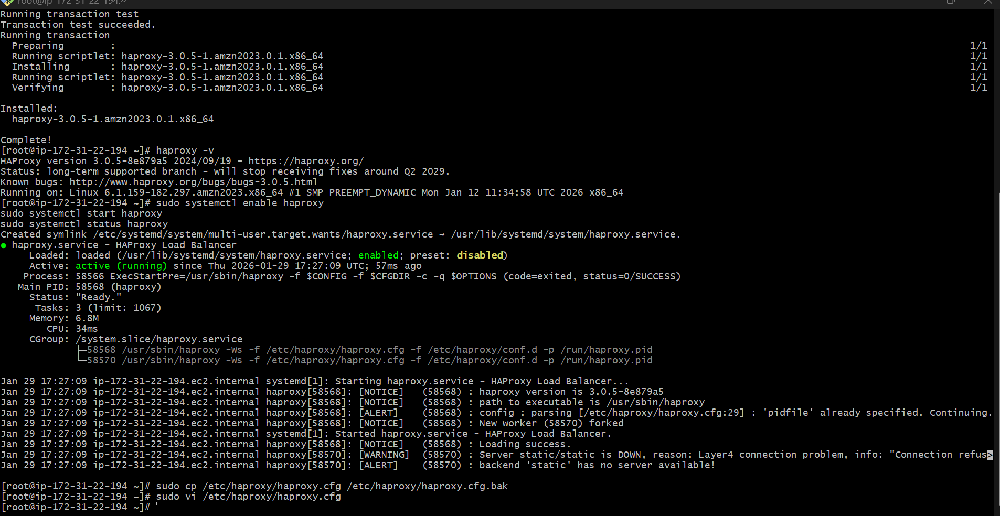 root@ip-172-31-22-194:~
Running transaction test
Transaction test succeeded.
Running transaction
  Preparing        :                                                                                                                                                     1/1
  Running scriptlet: haproxy-3.0.5-1.amzn2023.0.1.x86_64                                                                                                                 1/1
  Installing       : haproxy-3.0.5-1.amzn2023.0.1.x86_64                                                                                                                 1/1
  Running scriptlet: haproxy-3.0.5-1.amzn2023.0.1.x86_64                                                                                                                 1/1
  Verifying        : haproxy-3.0.5-1.amzn2023.0.1.x86_64                                                                                                                 1/1
Installed:
  haproxy-3.0.5-1.amzn2023.0.1.x86_64
Complete!
[root@ip-172-31-22-194 ~]# haproxy -v
HAProxy version 3.0.5-8e879a5 2024/09/19 - https://haproxy.org/
Status: long-term supported branch - will stop receiving fixes around Q2 2029.
Known bugs: http://www.haproxy.org/bugs/bugs-3.0.5.html
Running on: Linux 6.1.159-182.297.amzn2023.x86_64 #1 SMP PREEMPT_DYNAMIC Mon Jan 12 11:34:58 UTC 2026 x86_64
[root@ip-172-31-22-194 ~]# sudo systemctl enable haproxy
sudo systemctl start haproxy
sudo systemctl status haproxy
Created symlink /etc/systemd/system/multi-user.target.wants/haproxy.service → /usr/lib/systemd/system/haproxy.service.
● haproxy.service - HAProxy Load Balancer
     Loaded: loaded (/usr/lib/systemd/system/haproxy.service; enabled; preset: disabled)
     Active: active (running) since Thu 2026-01-29 17:27:09 UTC; 57ms ago
    Process: 58566 ExecStartPre=/usr/sbin/haproxy -f $CONFIG -f $CFGDIR -c -q $OPTIONS (code=exited, status=0/SUCCESS)
   Main PID: 58568 (haproxy)
     Status: "Ready."
      Tasks: 3 (limit: 1067)
     Memory: 6.8M
        CPU: 34ms
     CGroup: /system.slice/haproxy.service
             ├─58568 /usr/sbin/haproxy -Ws -f /etc/haproxy/haproxy.cfg -f /etc/haproxy/conf.d -p /run/haproxy.pid
             └─58570 /usr/sbin/haproxy -Ws -f /etc/haproxy/haproxy.cfg -f /etc/haproxy/conf.d -p /run/haproxy.pid
Jan 29 17:27:09 ip-172-31-22-194.ec2.internal systemd[1]: Starting haproxy.service - HAProxy Load Balancer...
Jan 29 17:27:09 ip-172-31-22-194.ec2.internal haproxy[58568]: [NOTICE]   (58568) : haproxy version is 3.0.5-8e879a5
Jan 29 17:27:09 ip-172-31-22-194.ec2.internal haproxy[58568]: [NOTICE]   (58568) : path to executable is /usr/sbin/haproxy
Jan 29 17:27:09 ip-172-31-22-194.ec2.internal haproxy[58568]: [ALERT]    (58568) : config : parsing [/etc/haproxy/haproxy.cfg:29] : 'pidfile' already specified. Continuing.
Jan 29 17:27:09 ip-172-31-22-194.ec2.internal haproxy[58568]: [NOTICE]   (58568) : New worker (58570) forked
Jan 29 17:27:09 ip-172-31-22-194.ec2.internal systemd[1]: Started haproxy.service - HAProxy Load Balancer.
Jan 29 17:27:09 ip-172-31-22-194.ec2.internal haproxy[58568]: [NOTICE]   (58568) : Loading success.
Jan 29 17:27:09 ip-172-31-22-194.ec2.internal haproxy[58570]: [WARNING]  (58570) : Server static/static is DOWN, reason: Layer4 connection problem, info: "Connection refus>
Jan 29 17:27:09 ip-172-31-22-194.ec2.internal haproxy[58570]: [ALERT]    (58570) : backend 'static' has no server available!
[root@ip-172-31-22-194 ~]# sudo cp /etc/haproxy/haproxy.cfg /etc/haproxy/haproxy.cfg.bak
[root@ip-172-31-22-194 ~]# sudo vi /etc/haproxy/haproxy.cfg
[root@ip-172-31-22-194 ~]#